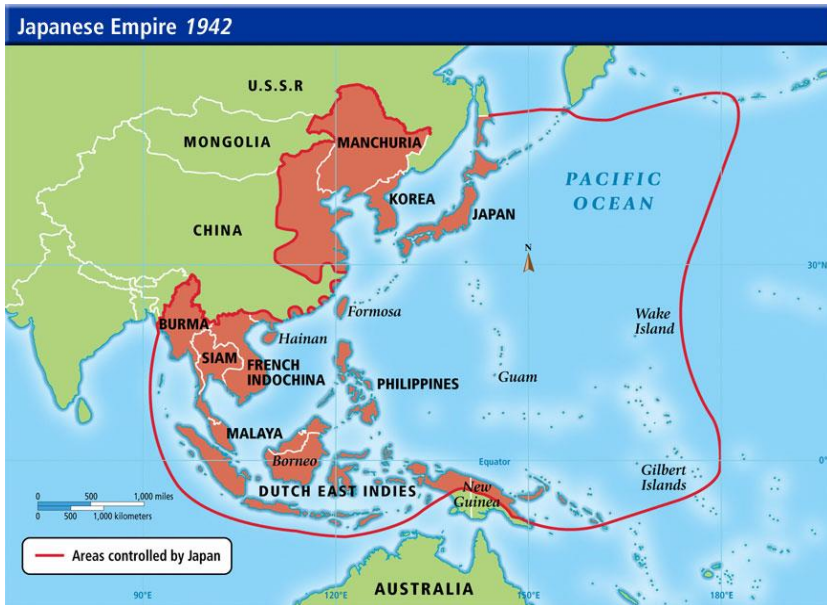 Japanese Empire 1942
U.S.S.R
MONGOLIA
MANCHURIA
KOREA
JAPAN
PACIFIC
OCEAN
CHINA
N
30°N
BURMA
Formosa
Wake
Island
Hainan
SIAM
FRENCH
INDOCHINA
PHILIPPINES
Guam
MALAYA
Borneo
Equator
0°
Gilbert
Islands
DUTCH EAST INDIES
New
Guinea
0 500 1,000 miles
0 500 1,000 kilometers
Areas controlled by Japan
AUSTRALIA
90°E
120°E
150°E
180°E